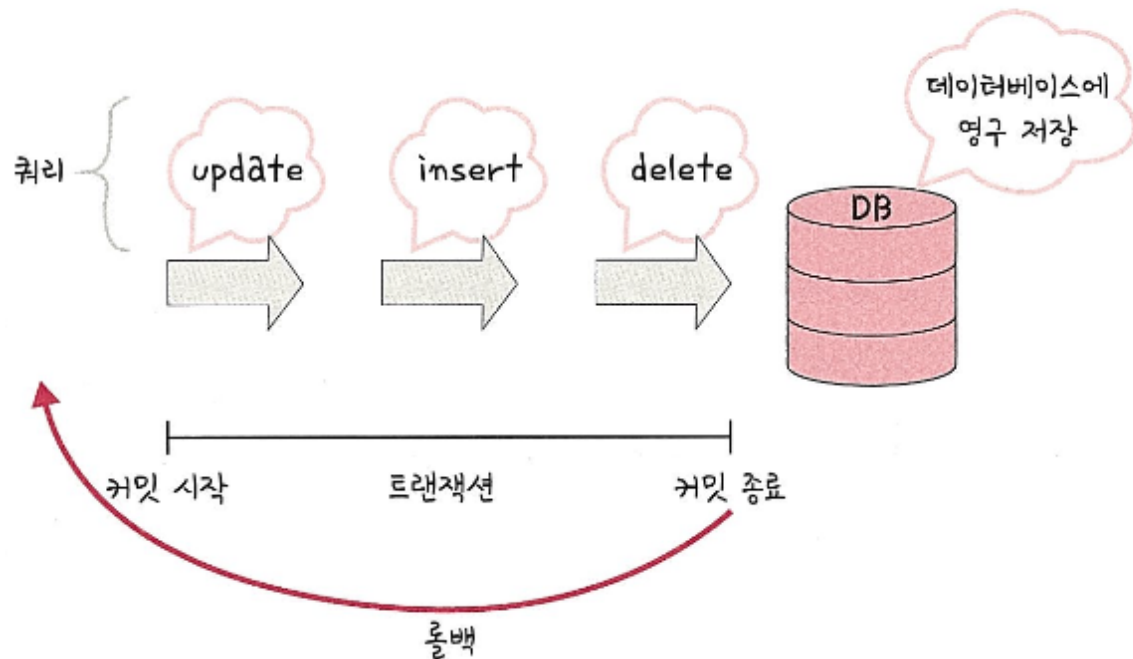 데이터베이스에
영구 저장
쿼리
update
insert
delete
DB
커밋 시작
트랜잭션
커밋 종료
롤백